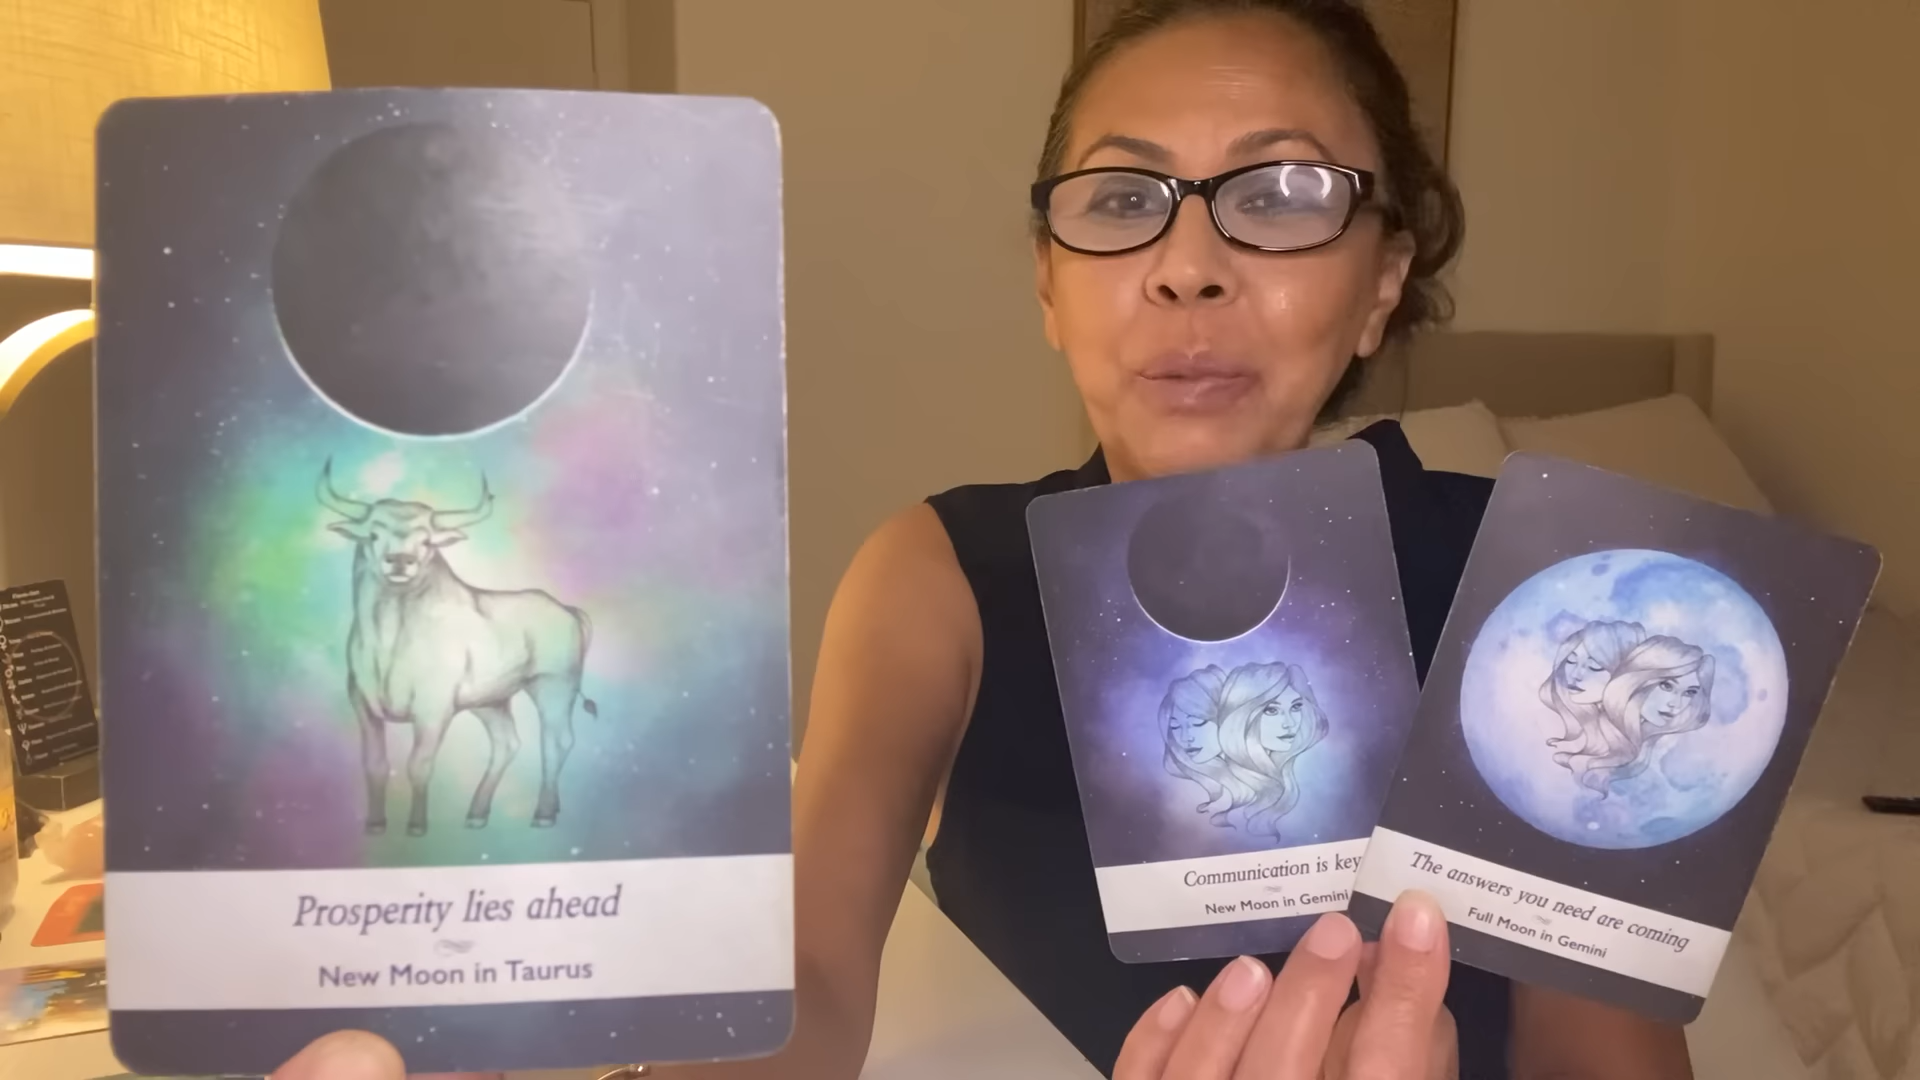 Prosperity lies ahead
New Moon in Taurus
Communication is key
New Moon in Gemini
The answers you need are coming
Full Moon in Gemini